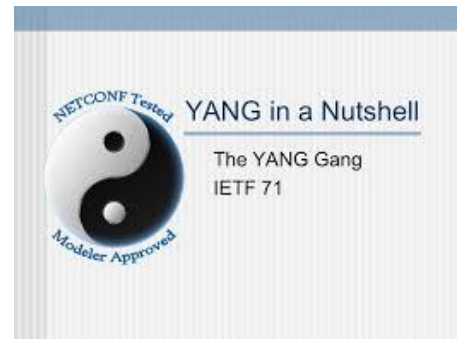 NETCONF Tested
YANG in a Nutshell
The YANG Gang
IETF 71
Modeler Approved